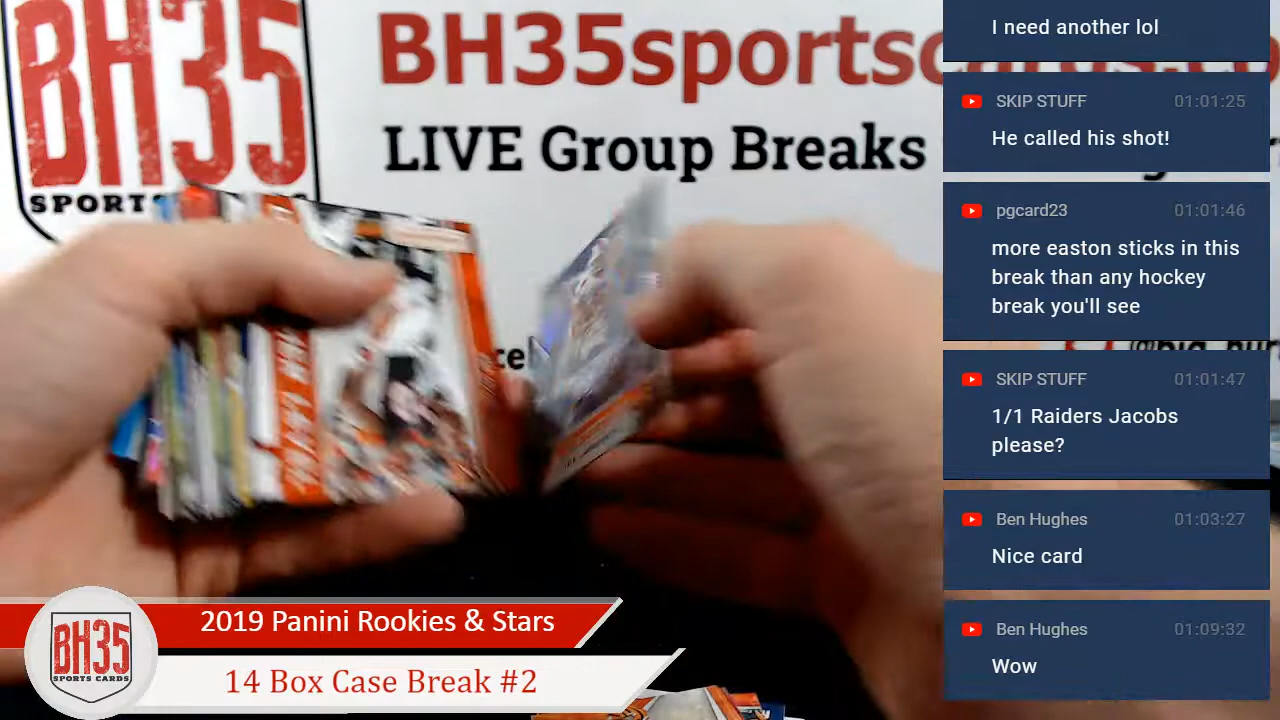 BH35
SPORT
BH35sportscards.co
LIVE Group Breaks
I need another lol
SKIP STUFF 01:01:25
He called his shot!
pgcard23 01:01:46
more easton sticks in this
break than any hockey
break you'll see
SKIP STUFF 01:01:47
1/1 Raiders Jacobs
please?
Ben Hughes 01:03:27
Nice card
Ben Hughes 01:09:32
Wow
2019 Panini Rookies & Stars
14 Box Case Break #2
BH35
SPORTS CARDS